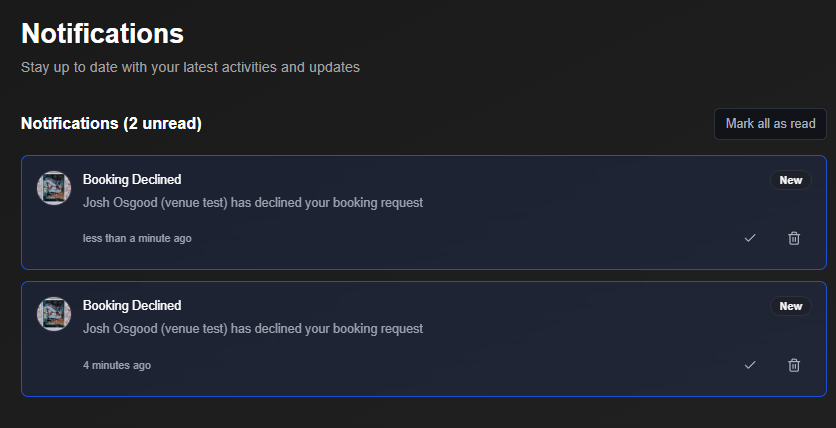 Notifications
Stay up to date with your latest activities and updates
Notifications (2 unread)
Mark all as read
Booking Declined
New
Josh Osgood (venue test) has declined your booking request
less than a minute ago
Booking Declined
New
Josh Osgood (venue test) has declined your booking request
4 minutes ago